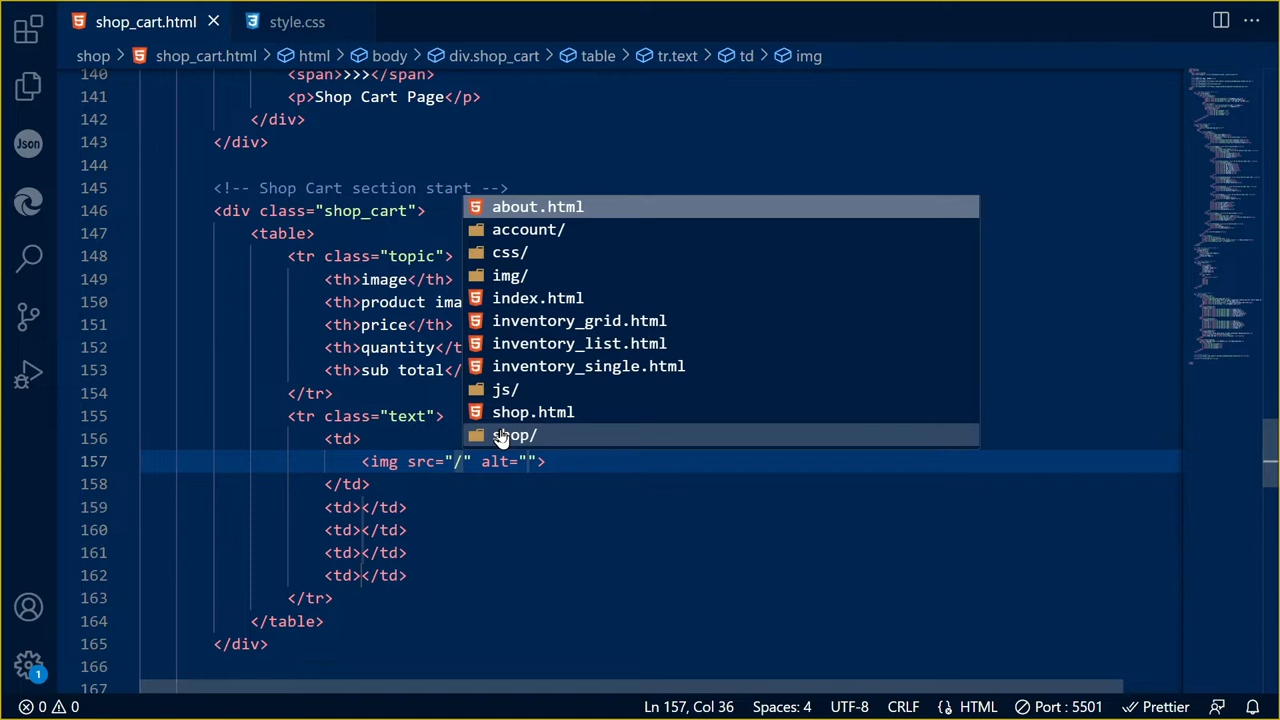 shop_cart.html
style.css
shop > shop_cart.html > html > body > div.shop_cart > table > tr.text > td > img
140 <span>>>></span>
141 <p>Shop Cart Page</p>
142 </div>
143 </div>
144
145 <!-- Shop Cart section start -->
146 <div class="shop_cart">
147 <table>
148 <tr class="topic">
149 <th>image</th>
150 <th>product ima
151 <th>price</th>
152 <th>quantity</t
153 <th>sub total</
154 </tr>
155 <tr class="text">
156 <td>
157 <img src="/" alt="">
158 </td>
159 <td></td>
160 <td></td>
161 <td></td>
162 <td></td>
163 </tr>
164 </table>
165 </div>
166
167
about.html
account/
css/
img/
index.html
inventory_grid.html
inventory_list.html
inventory_single.html
js/
shop.html
shop/
Json
1
0 0 Ln 157, Col 36 Spaces: 4 UTF-8 CRLF HTML Port : 5501 Prettier